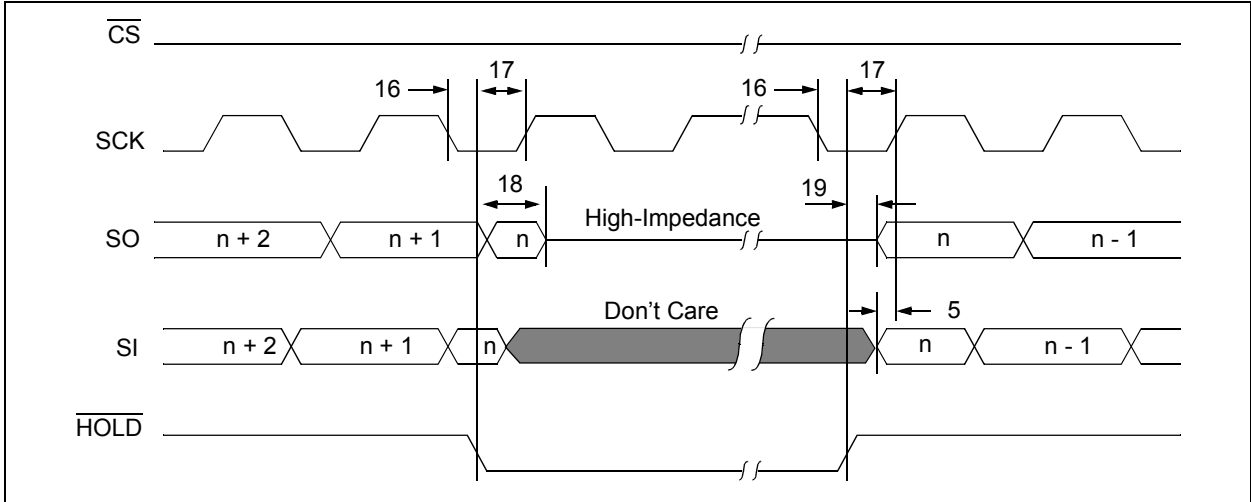 CS
17
17
16
16
SCK
18
19
High-Impedance
SO
n + 2
n + 1
n
n
n - 1
Don't Care
5
SI
n + 2
n + 1
n
n
n - 1
HOLD